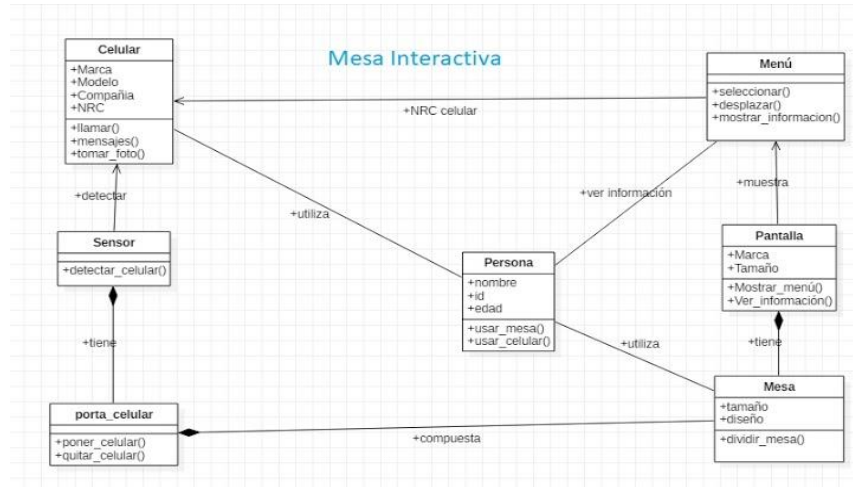 Mesa Interactiva
Celular
+Marca
+Modelo
+Compañia
+NRC
+llamar()
+mensajes()
+tomar_foto()
Menú
+seleccionar()
+desplazar()
+mostrar_informacion()
+NRC celular
+detectar
+utiliza
+ver información
+muestra
Sensor
+detectar_celular()
Persona
+nombre
+id
+edad
+usar_mesa()
+usar_celular()
Pantalla
+Marca
+Tamaño
+Mostrar_menú()
+Ver_información()
+tiene
+utiliza
+tiene
porta_celular
+poner_celular()
+quitar_celular()
+compuesta
Mesa
+tamaño
+diseño
+dividir_mesa()